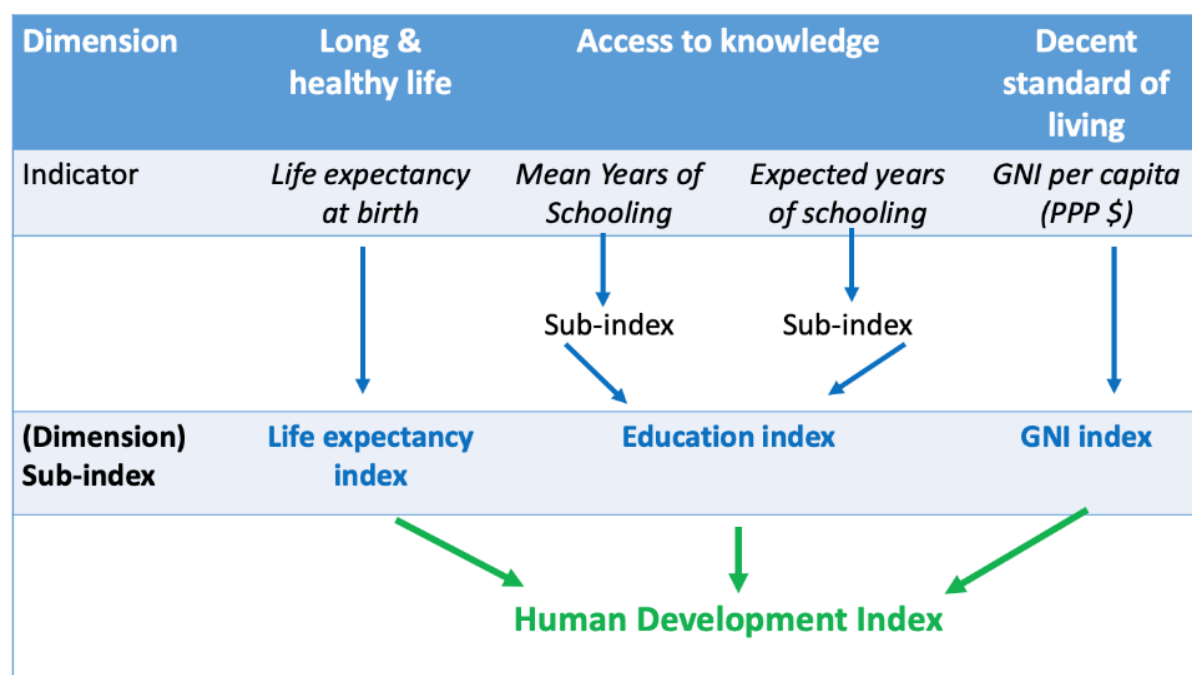 Dimension
Long &
healthy life
Access to knowledge
Decent
standard of
living
Indicator
Life expectancy
at birth
Mean Years of
Schooling
Expected years
of schooling
GNI per capita
(PPP $)
Sub-index
Sub-index
(Dimension)
Sub-index
Life expectancy
index
Education index
GNI index
Human Development Index